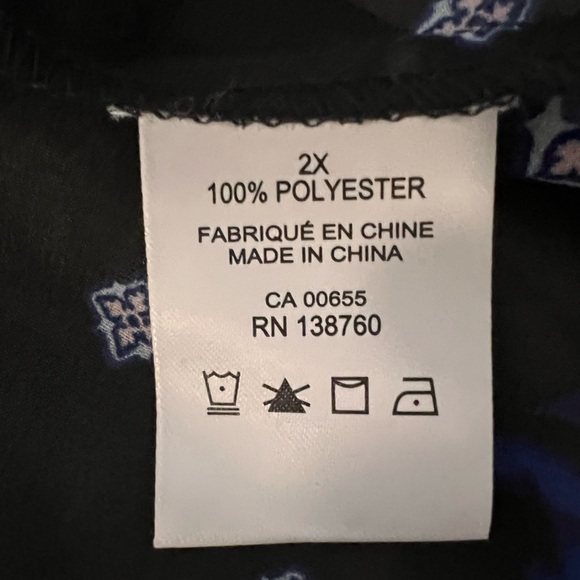 2X
100% POLYESTER
FABRIQUÉ EN CHINE
MADE IN CHINA
CA 00655
RN 138760